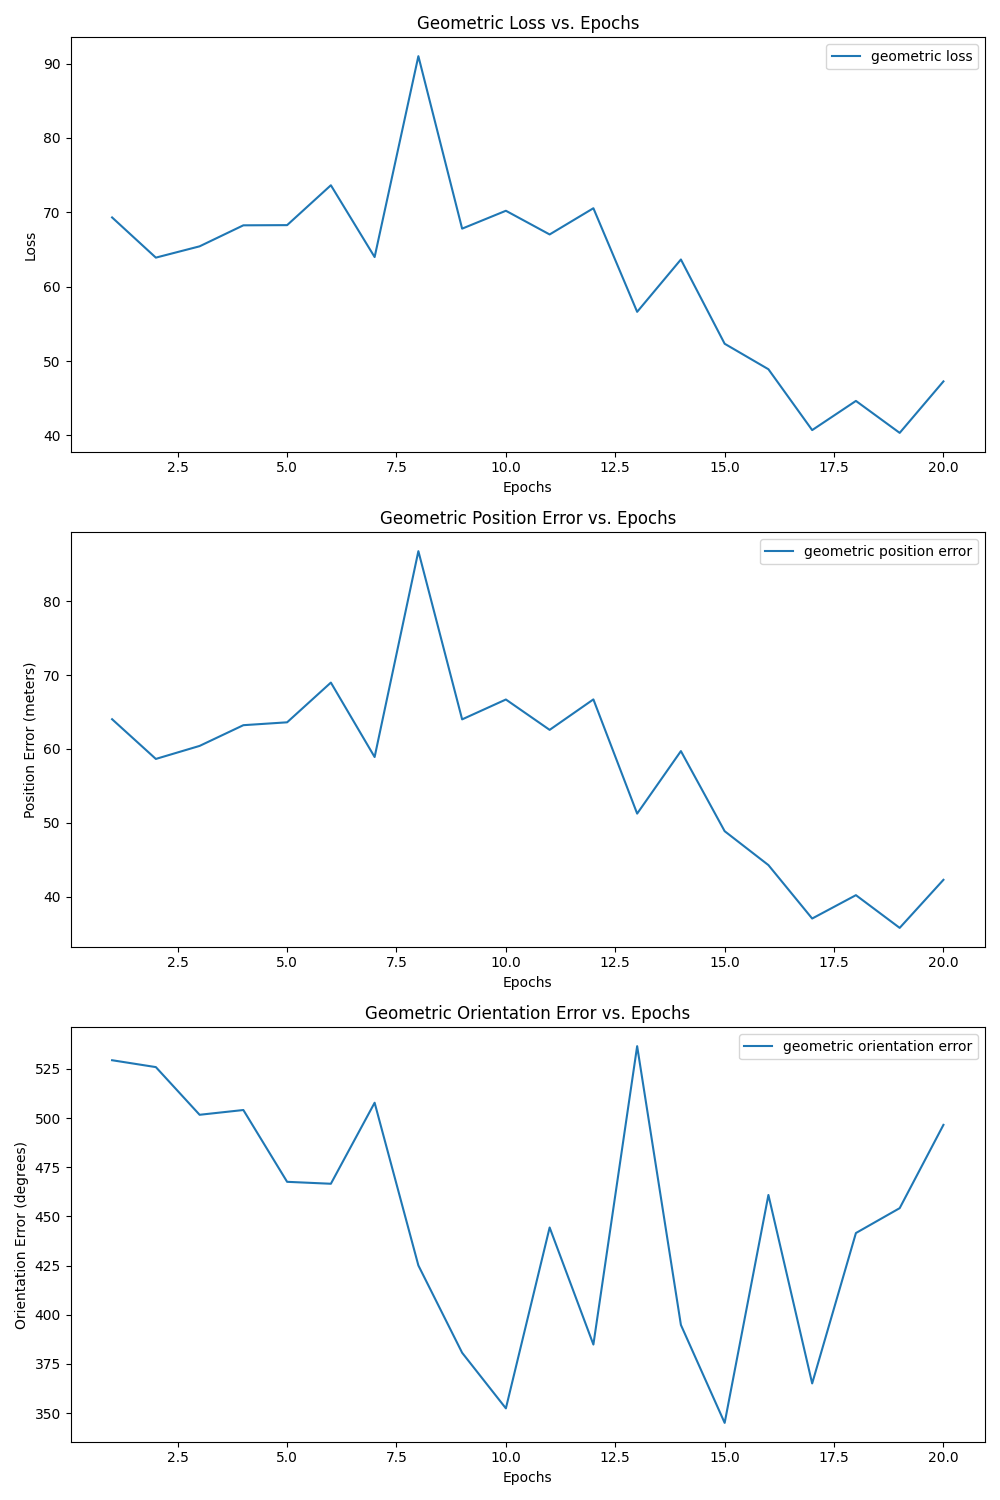 Geometric Loss vs. Epochs
geometric loss
90
80
70
60
50
40
Loss
2.5 5.0 7.5 10.0 12.5 15.0 17.5 20.0
Epochs
Geometric Position Error vs. Epochs
geometric position error
80
70
60
50
40
Position Error (meters)
2.5 5.0 7.5 10.0 12.5 15.0 17.5 20.0
Epochs
Geometric Orientation Error vs. Epochs
geometric orientation error
525
500
475
450
425
400
375
350
Orientation Error (degrees)
2.5 5.0 7.5 10.0 12.5 15.0 17.5 20.0
Epochs